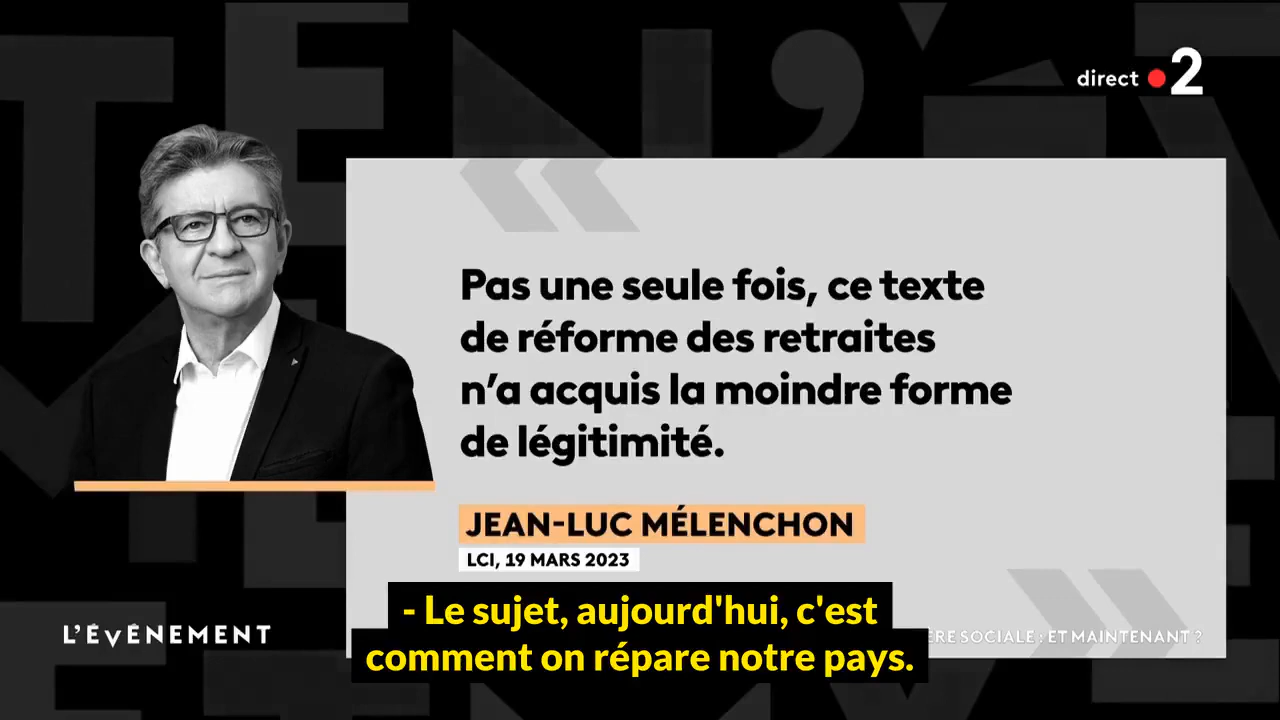 direct 2
Pas une seule fois, ce texte
de réforme des retraites
n'a acquis la moindre forme
de légitimité.
JEAN-LUC MÉLENCHON
LCI, 19 MARS 2023
- Le sujet, aujourd'hui, c'est
comment on répare notre pays.
L'ÉVÉNEMENT
SOCIALE : ET MAINTENANT ?